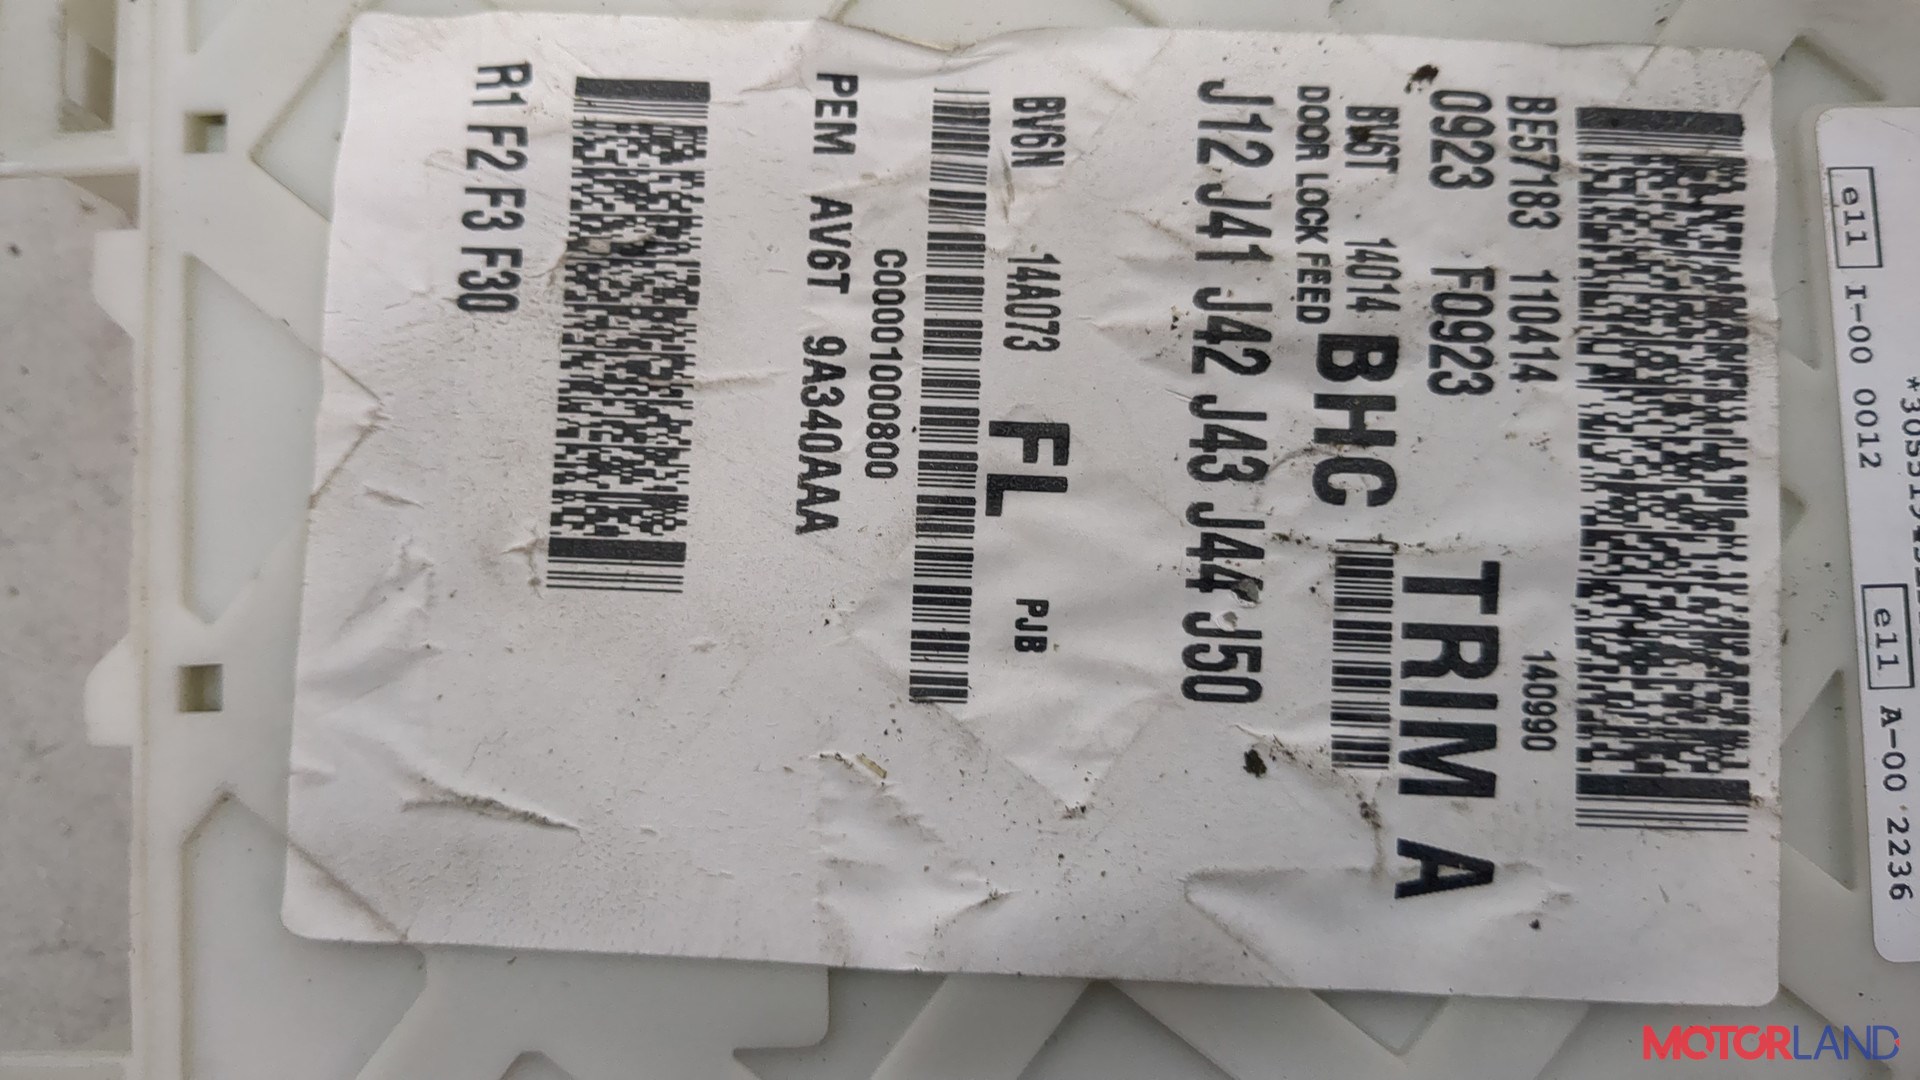 BE57183 110414 140990
0923 F0923 TRIM A
BV6T 14014 BHC
DOOR LOCK FEED
J12 J41 J42 J43 J44 J50
BV6N 14A073 FL PJB
C00001000800
PEM AV6T 9A340AAA
R1 F2 F3 F30
e11 I-00 0012 e11 A-00 2236
MOTORLAND